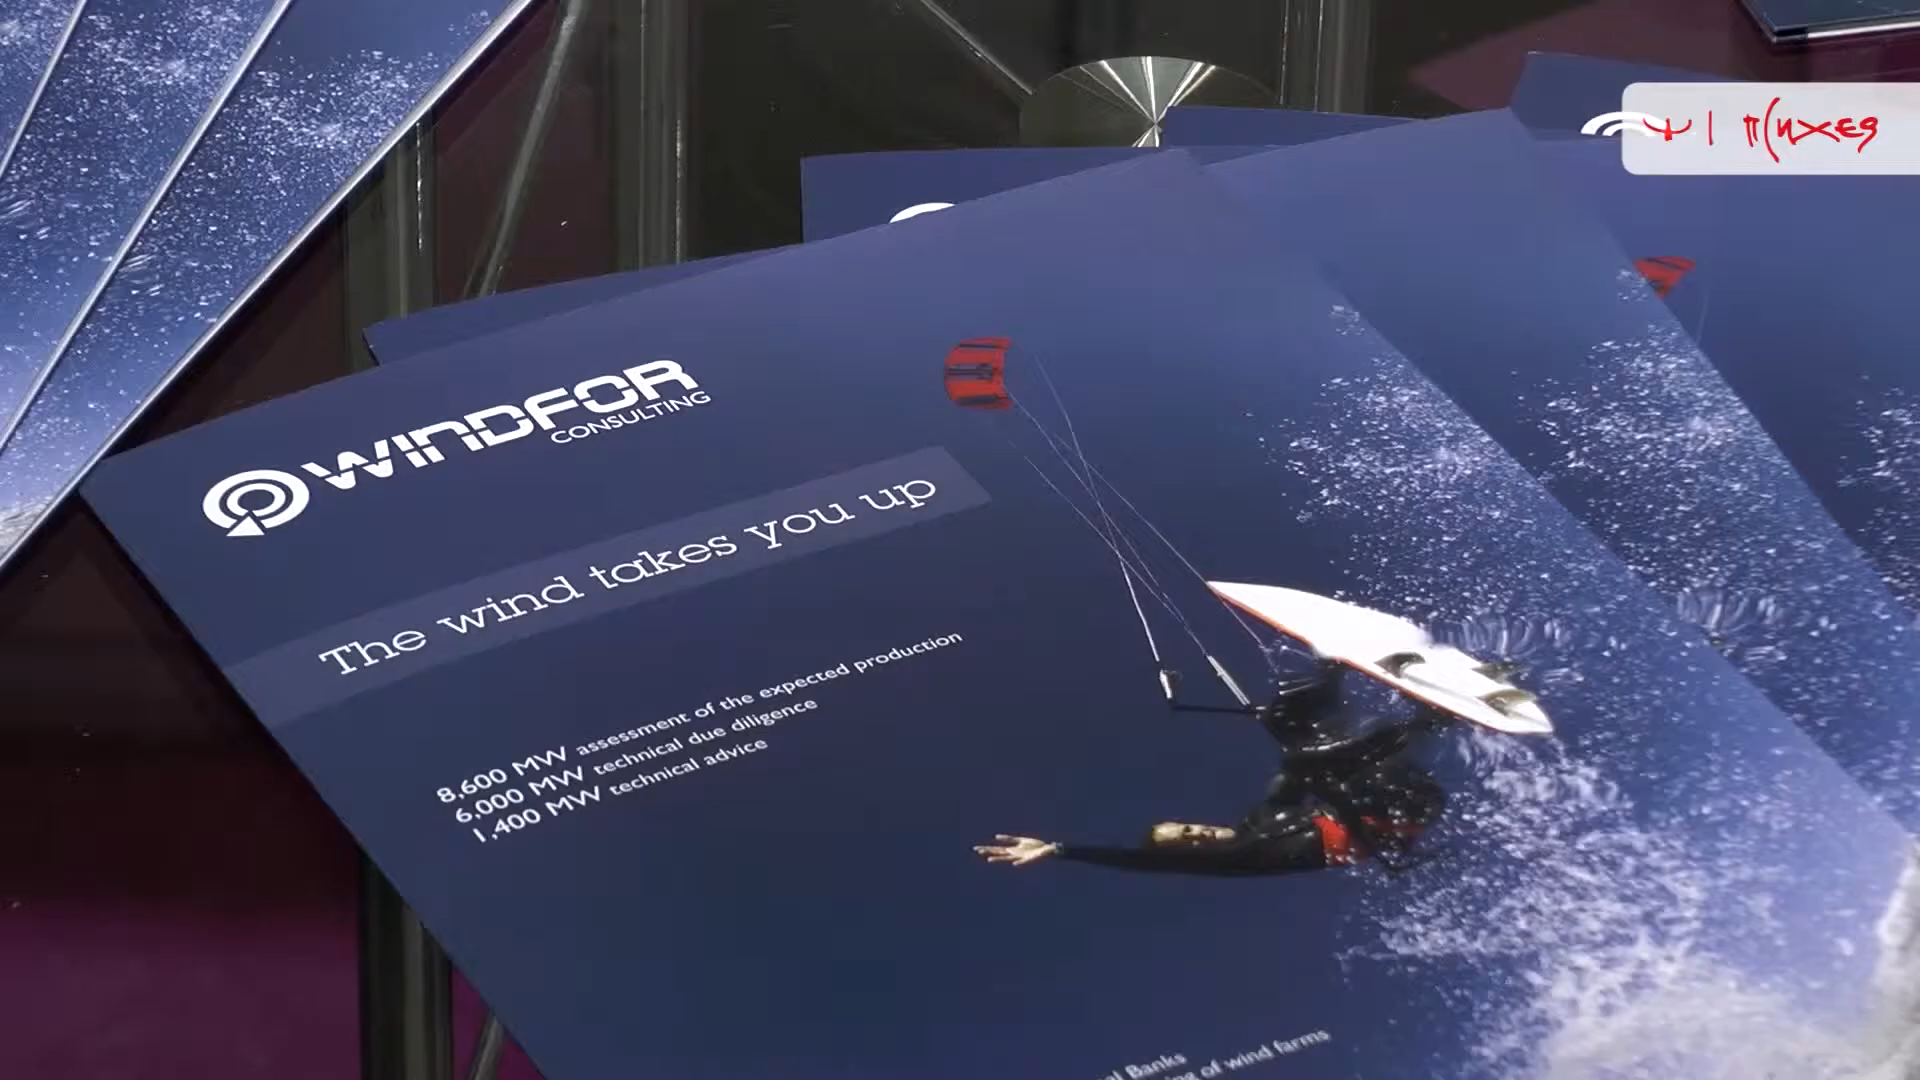 WINDFOR
CONSULTING
The wind takes you up
8,600 MW assessment of the expected production
6,000 MW technical due diligence
1,400 MW technical advice
Banks
of wind farms